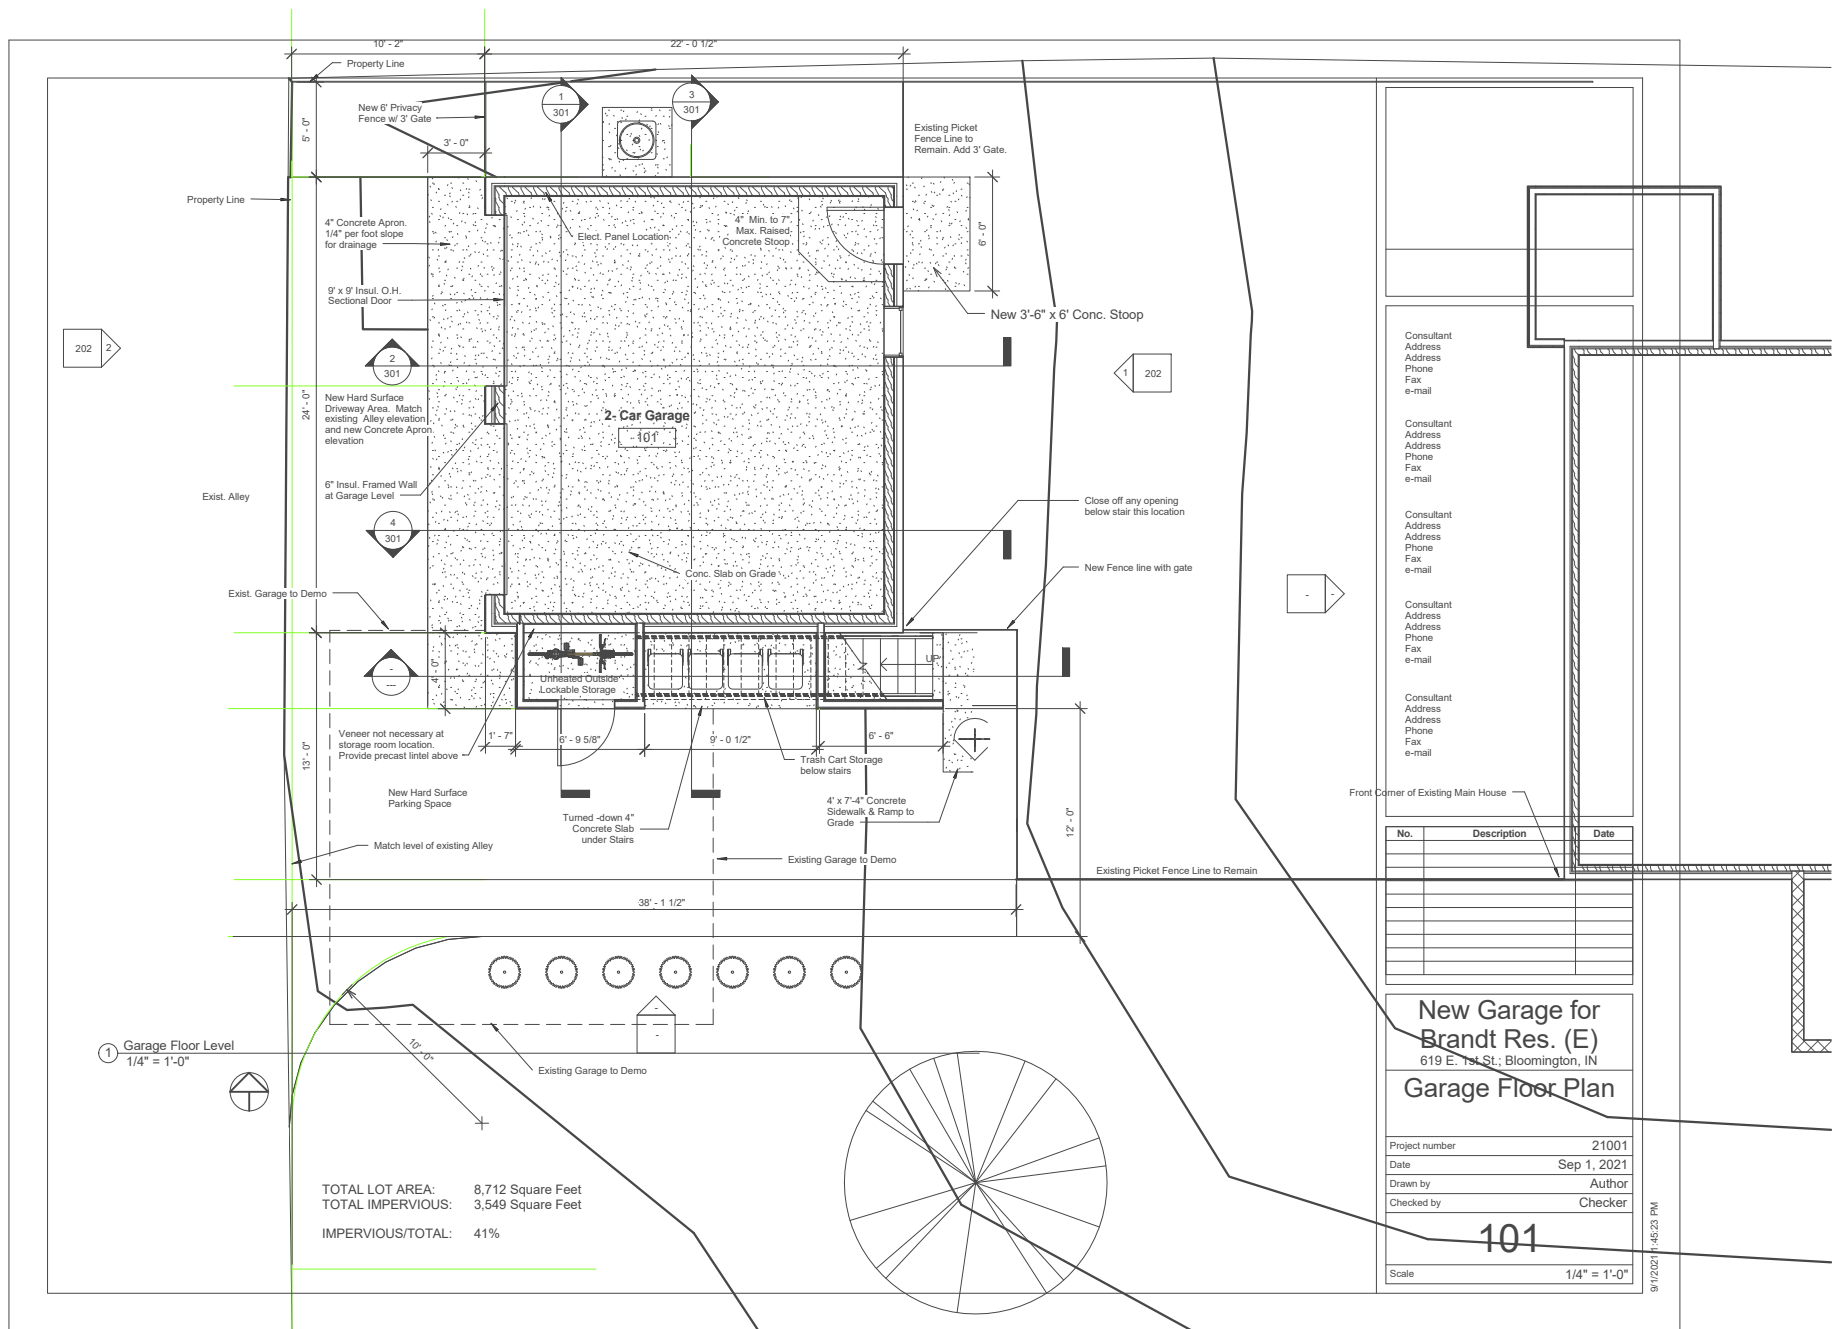 10' - 2"
22' - 0 1/2"
Property Line
New 6' Privacy
Fence w/ 3' Gate
5' - 0"
3' - 0"
1
301
3
301
Existing Picket
Fence Line to
Remain. Add 3' Gate.
Property Line
4" Concrete Apron.
1/4" per foot slope
for drainage
Elect. Panel Location
4" Min. to 7"
Max. Raised
Concrete Stoop
6' - 0"
9' x 9' Insul. O.H.
Sectional Door
New 3'-6" x 6' Conc. Stoop
202
2
2
301
1
202
24' - 0"
New Hard Surface
Driveway Area. Match
existing Alley elevation
and new Concrete Apron
elevation
2- Car Garage
101
6" Insul. Framed Wall
at Garage Level
Exist. Alley
4
301
Close off any opening
below stair this location
Conc. Slab on Grade
New Fence line with gate
Exist. Garage to Demo
-
-
-
---
4' - 0"
Unheated Outside
Lockable Storage
UP
Veneer not necessary at
storage room location.
Provide precast lintel above
1' - 7"
6' - 9 5/8"
9' - 0 1/2"
6' - 6"
13' - 0"
Trash Cart Storage
below stairs
New Hard Surface
Parking Space
Turned -down 4"
Concrete Slab
under Stairs
4' x 7'-4" Concrete
Sidewalk & Ramp to
Grade
12' - 0"
Front Corner of Existing Main House
Match level of existing Alley
Existing Garage to Demo
Existing Picket Fence Line to Remain
38' - 1 1/2"
-
-
1
Garage Floor Level
1/4" = 1'-0"
10' - 0"
Existing Garage to Demo
TOTAL LOT AREA: 8,712 Square Feet
TOTAL IMPERVIOUS: 3,549 Square Feet
IMPERVIOUS/TOTAL: 41%
Consultant
Address
Address
Phone
Fax
e-mail
Consultant
Address
Address
Phone
Fax
e-mail
Consultant
Address
Address
Phone
Fax
e-mail
Consultant
Address
Address
Phone
Fax
e-mail
Consultant
Address
Address
Phone
Fax
e-mail
No. Description Date
New Garage for
Brandt Res. (E)
619 E. 1st St.; Bloomington, IN
Garage Floor Plan
Project number 21001
Date Sep 1, 2021
Drawn by Author
Checked by Checker
101
Scale 1/4" = 1'-0"
9/1/2021 1:45:23 PM